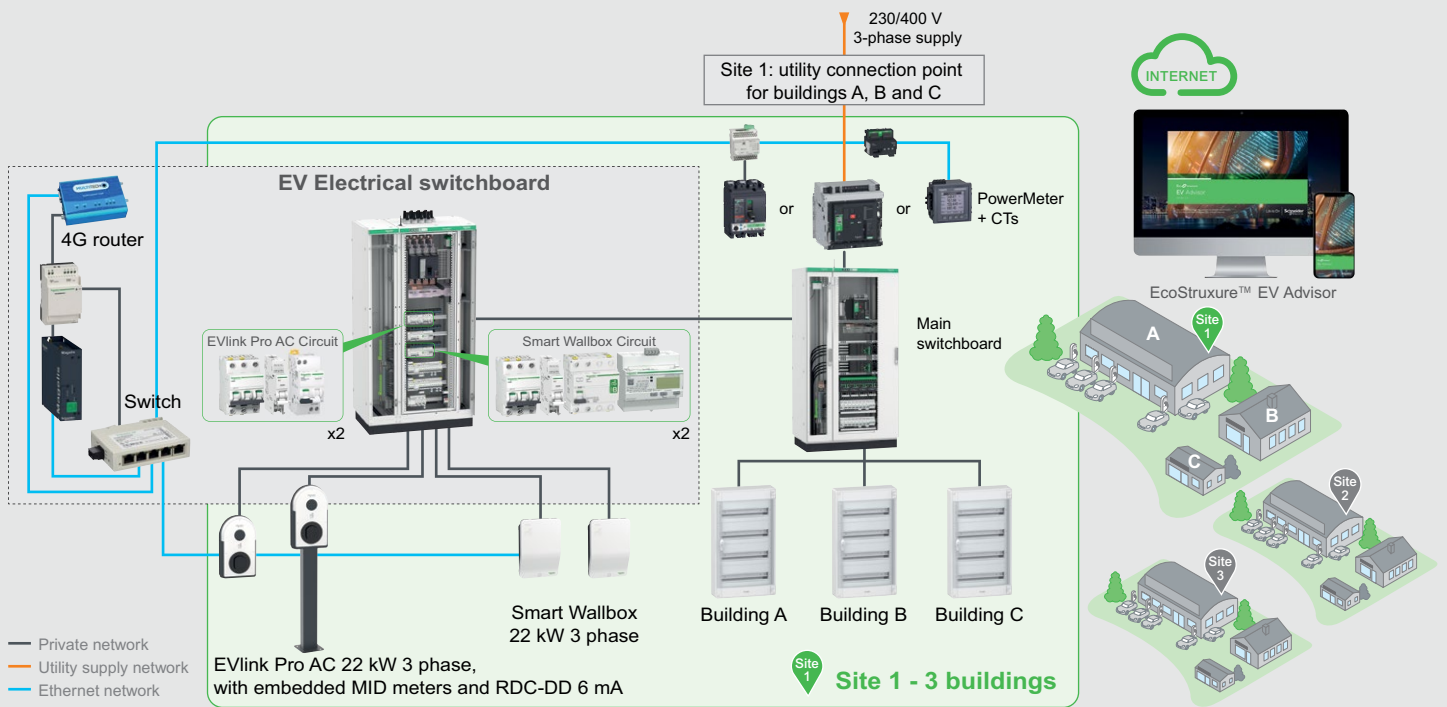 230/400 V
3-phase supply
Site 1: utility connection point
for buildings A, B and C
INTERNET
EV Electrical switchboard
4G router
or
or
PowerMeter
+ CTs
EV Advisor
Schneider
EcoStruxure™ EV Advisor
EVlink Pro AC Circuit
x2
Smart Wallbox Circuit
x2
Main
switchboard
Switch
A
Site
1
B
C
Site
2
Site
3
Smart Wallbox
22 kW 3 phase
Building A
Building B
Building C
Private network
Utility supply network
Ethernet network
EVlink Pro AC 22 kW 3 phase,
with embedded MID meters and RDC-DD 6 mA
Site
1
Site 1 - 3 buildings